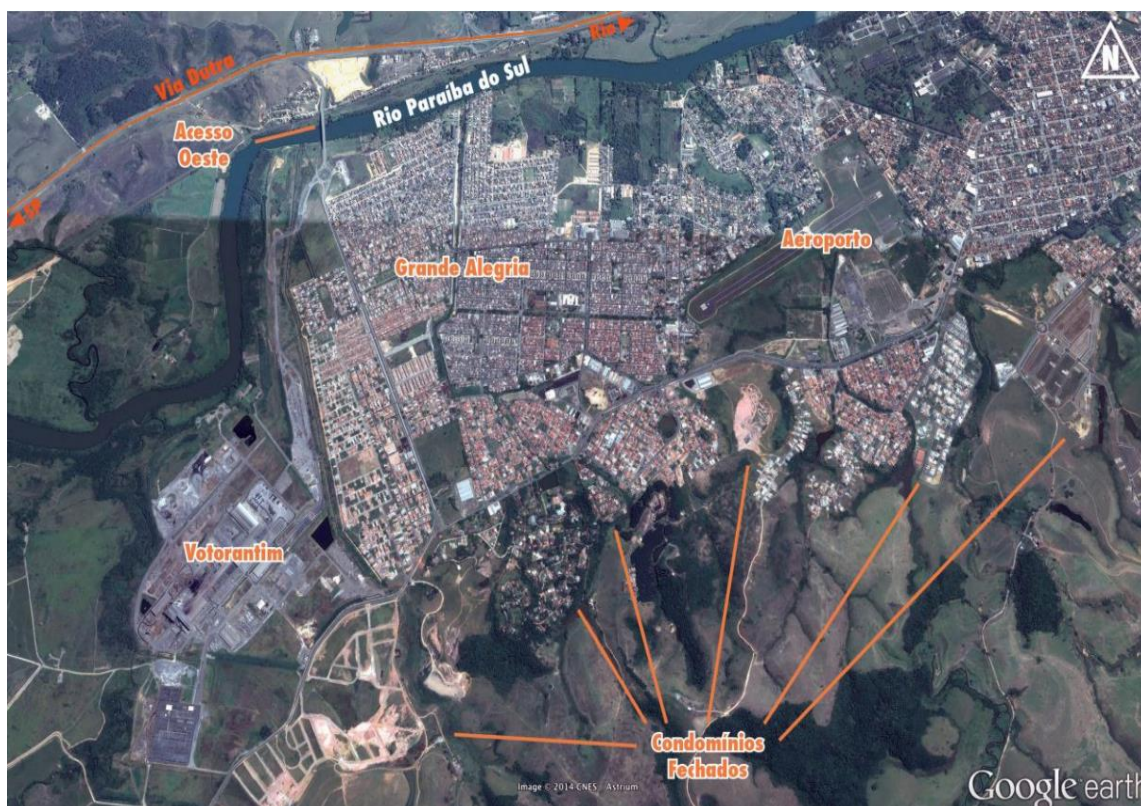 Rio
N
Via Dutra
Rio Paraíba do Sul
Acesso
Oeste
SP
Aeroporto
Grande Alegria
Votorantim
Condomínios
Fechados
Image © 2014 CNES / Astrium
Google earth